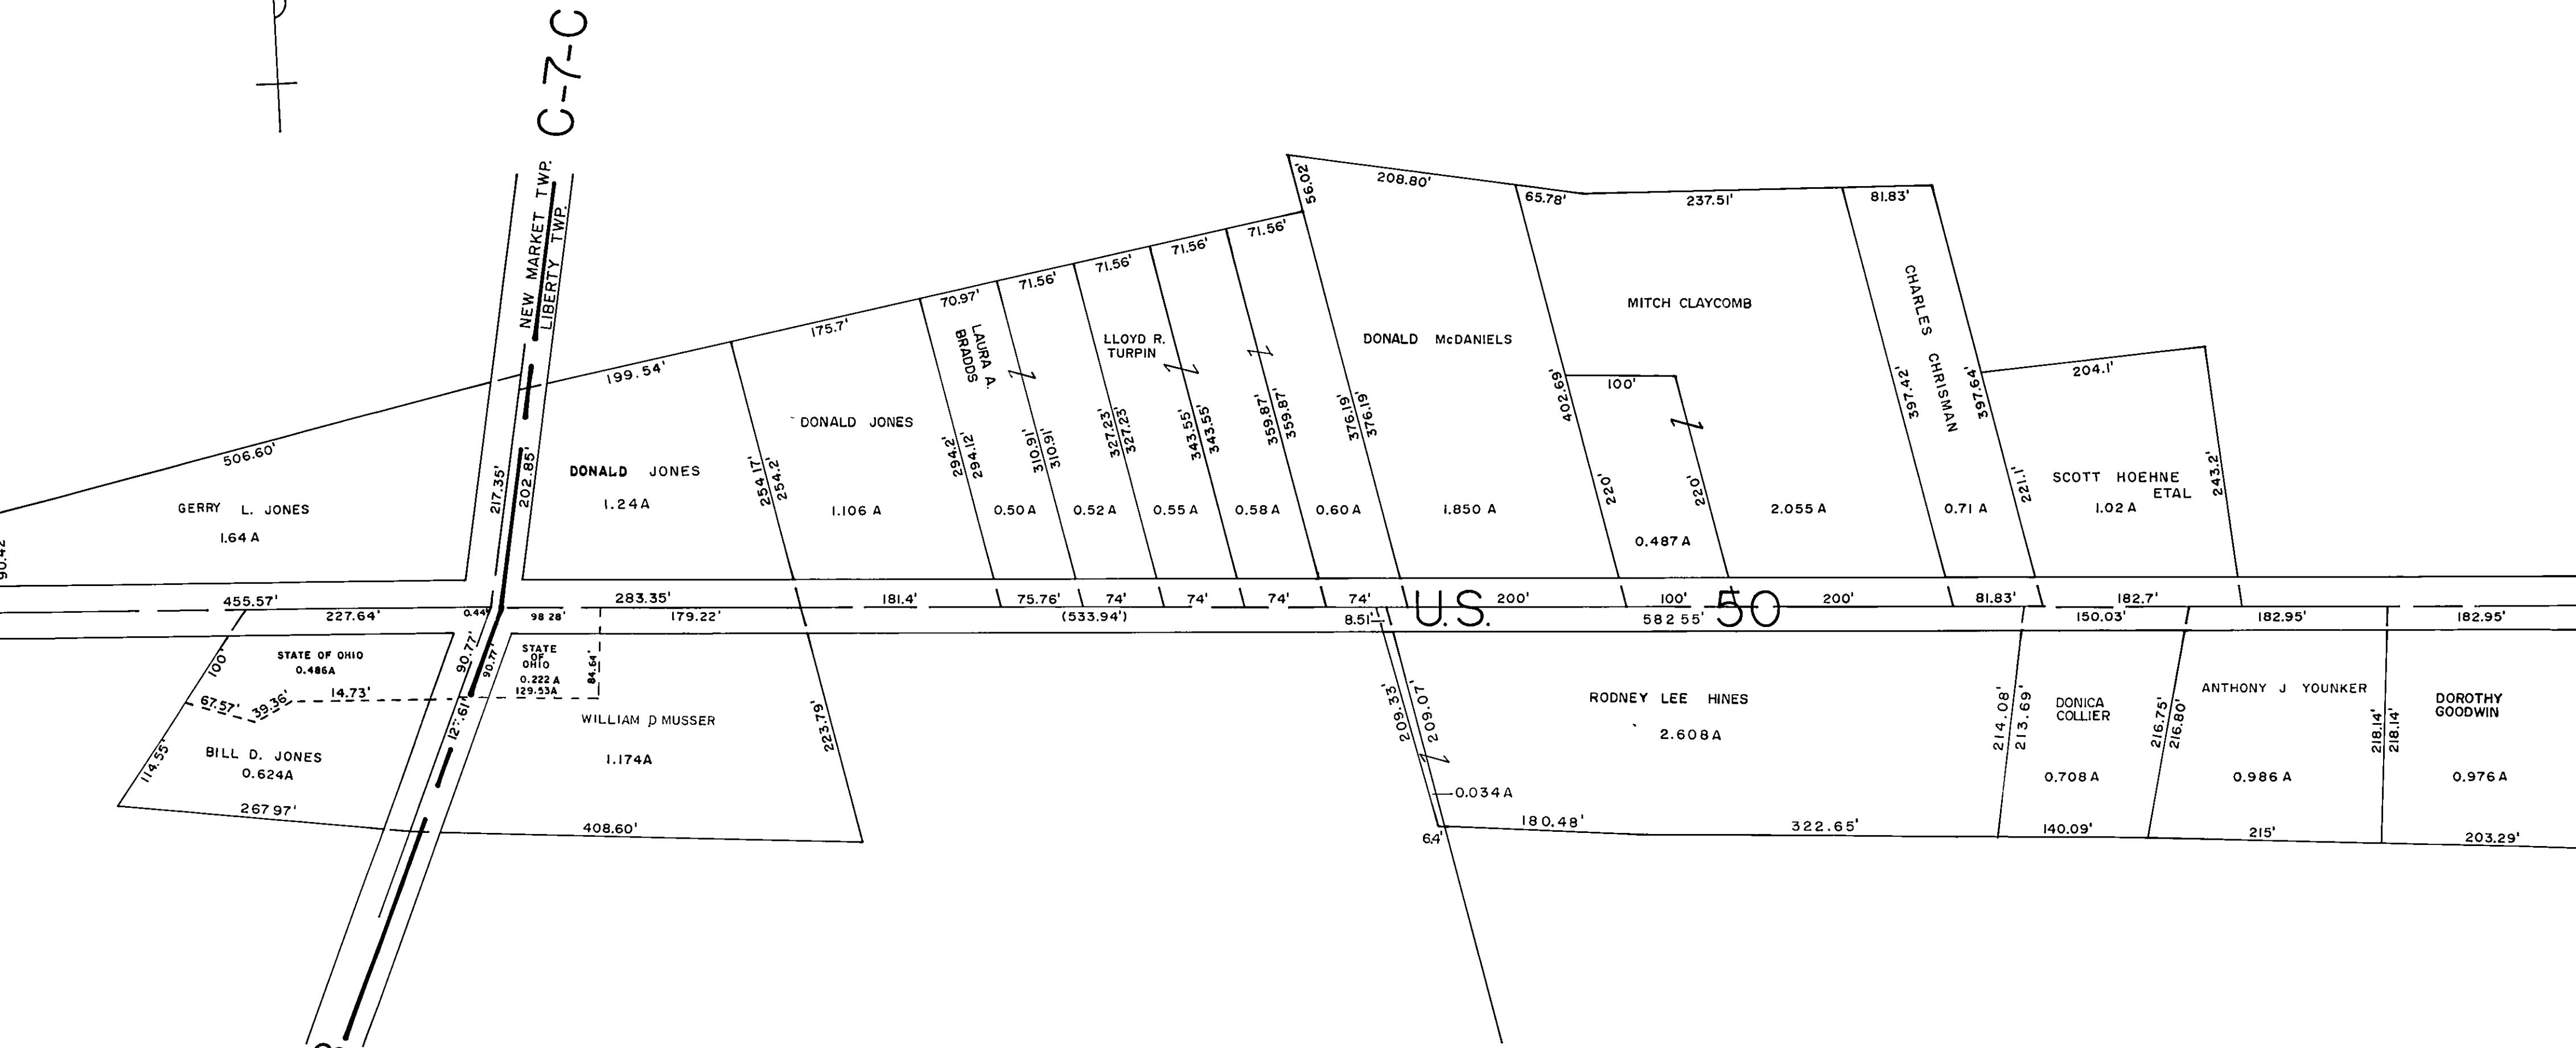 C-7-C
NEW MARKET TWP.
LIBERTY TWP.
56.02'
208.80'
65.78'
237.51'
81.83'
71.56'
71.56'
71.56'
71.56'
70.97'
175.7'
199.54'
506.60'
217.35'
202.85'
GERRY L. JONES
1.64 A
90.42
DONALD JONES
1.24A
254.17'
254.2'
DONALD JONES
1.106 A
294.2'
294.12'
LAURA A.
BRADDS
0.50 A
310.91'
310.91'
0.52 A
LLOYD R.
TURPIN
327.23'
327.23'
0.55 A
343.55'
343.55'
0.58 A
359.87'
359.87'
0.60 A
376.19'
376.19'
DONALD McDANIELS
1.850 A
402.69'
220'
100'
220'
0.487 A
MITCH CLAYCOMB
2.055 A
397.42'
CHARLES CHRISMAN
0.71 A
397.64'
221.1'
204.1'
SCOTT HOEHNE
ETAL
1.02 A
243.2'
455.57'
283.35'
181.4'
75.76'
74'
74'
74'
74'
200'
100'
200'
81.83'
182.7'
U.S. 50
227.64'
0.44'
98 28'
179.22'
(533.94')
8.51
582 55'
150.03'
182.95'
182.95'
100'
STATE OF OHIO
0.486A
67.57'
39.36'
14.73'
90.77'
90.77'
127.61'
STATE
OF
OHIO
0.222 A
129.53A
84.64'
114.55'
BILL D. JONES
0.624A
267 97'
WILLIAM D MUSSER
1.174A
223.79'
408.60'
209.33'
209.07'
0.034 A
64'
180.48'
RODNEY LEE HINES
2.608A
322.65'
214.08'
213.69'
DONICA
COLLIER
0.708 A
140.09'
216.75'
216.80'
ANTHONY J YOUNKER
0.986 A
215'
218.14'
218.14'
DOROTHY
GOODWIN
0.976 A
203.29'